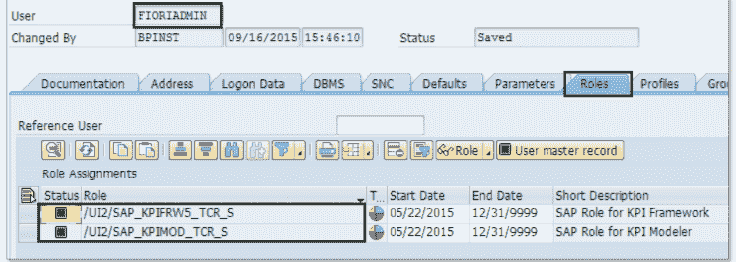 User FIORIADMIN
Changed By BPINST 09/16/2015 15:46:10 Status Saved
Documentation Address Logon Data DBMS SNC Defaults Parameters Roles Profiles Grou
Reference User
Role User master record
Role Assignments
Status Role T... Start Date End Date Short Description
/UI2/SAP_KPIFRW5_TCR_S 05/22/2015 12/31/9999 SAP Role for KPI Framework
/UI2/SAP_KPIMOD_TCR_S 05/22/2015 12/31/9999 SAP Role for KPI Modeler